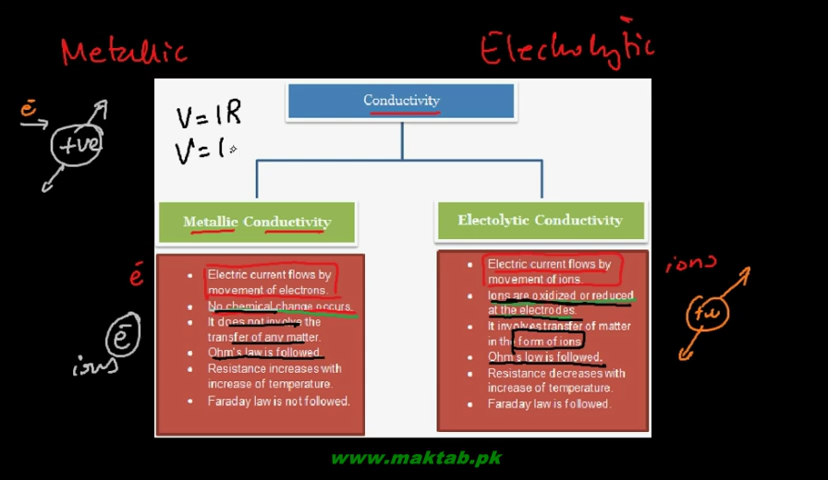 Metallic
Electrolytic
Conductivity
V=IR
V=I
ē
+ve
Metallic Conductivity
Electolytic Conductivity
ē
Electric current flows by
movement of electrons.
No chemical change occurs.
It does not involve the
transfer of any matter.
Ohm's law is followed.
Resistance increases with
increase of temperature.
Faraday law is not followed.
ē
ions
Electric current flows by
movement of ions.
Ions are oxidized or reduced
at the electrodes.
It involves transfer of matter
in the form of ions
Ohm's low is followed.
Resistance decreases with
increase of temperature.
Faraday law is followed.
ions
www.maktab.pk